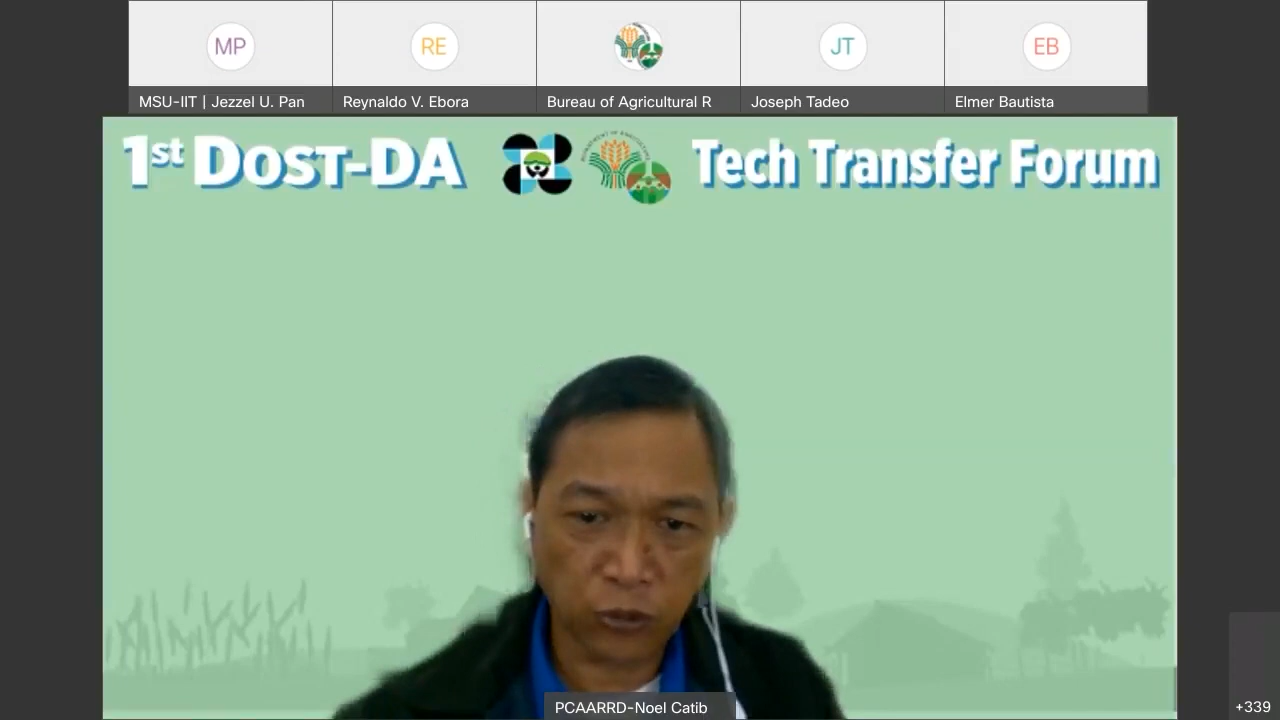 MP
RE
JT
EB
MSU-IIT | Jezzel U. Pan
Reynaldo V. Ebora
Bureau of Agricultural R
Joseph Tadeo
Elmer Bautista
1st DOST-DA
Tech Transfer Forum
PCAARRD-Noel Catib
+339